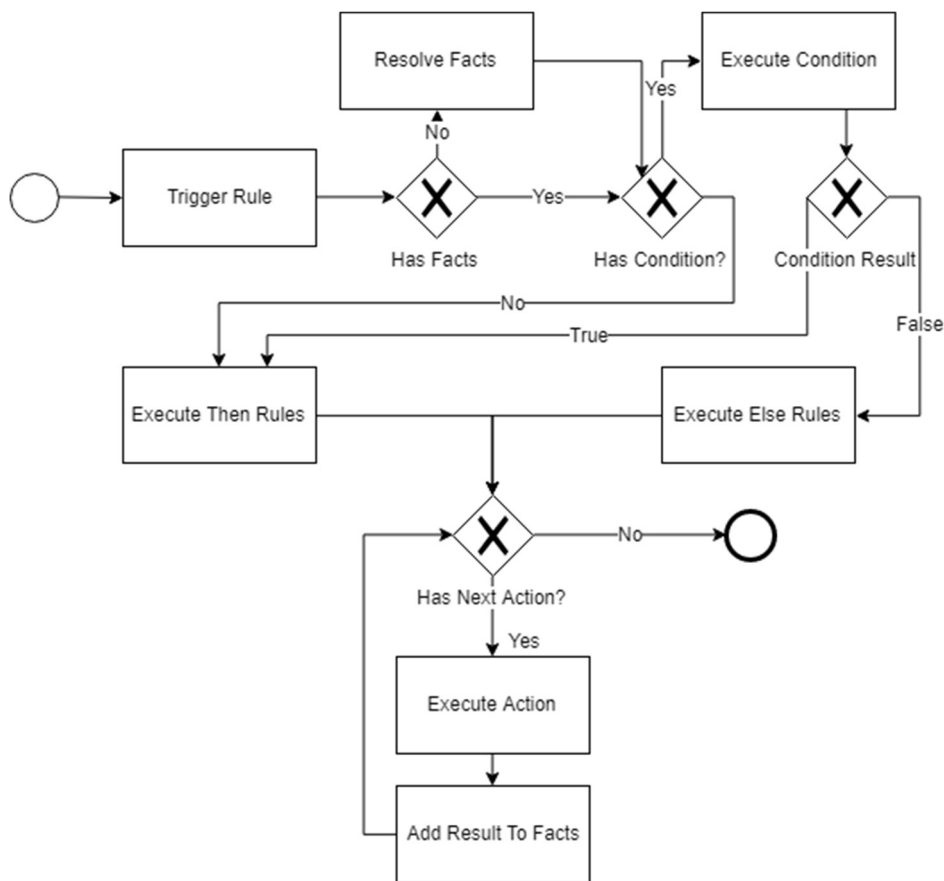 Resolve Facts
Execute Condition
Yes
No
Trigger Rule
Yes
Has Facts
Has Condition?
Condition Result
No
True
False
Execute Then Rules
Execute Else Rules
No
Has Next Action?
Yes
Execute Action
Add Result To Facts